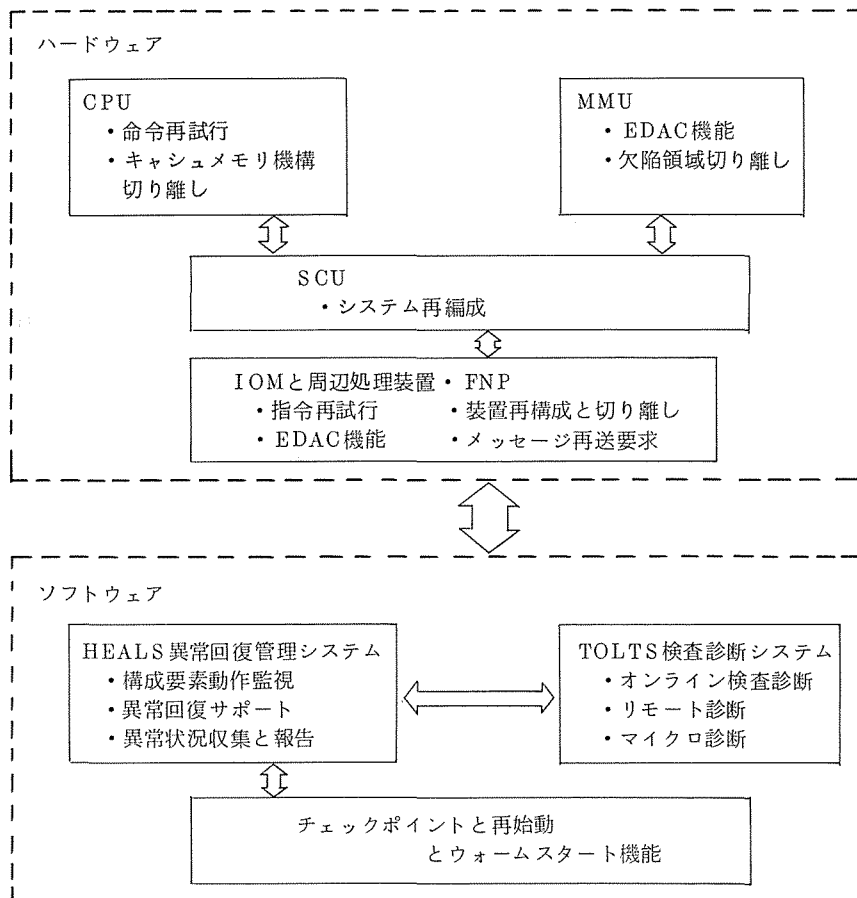 ハードウェア
CPU
・命令再試行
・キャシュメモリ機構
切り離し
MMU
・EDAC機能
・欠陥領域切り離し
SCU
・システム再編成
IOMと周辺処理装置・FNP
・指令再試行 ・装置再構成と切り離し
・EDAC機能 ・メッセージ再送要求
ソフトウェア
HEALS異常回復管理システム
・構成要素動作監視
・異常回復サポート
・異常状況収集と報告
TOLTS検査診断システム
・オンライン検査診断
・リモート診断
・マイクロ診断
チェックポイントと再始動
とウォームスタート機能